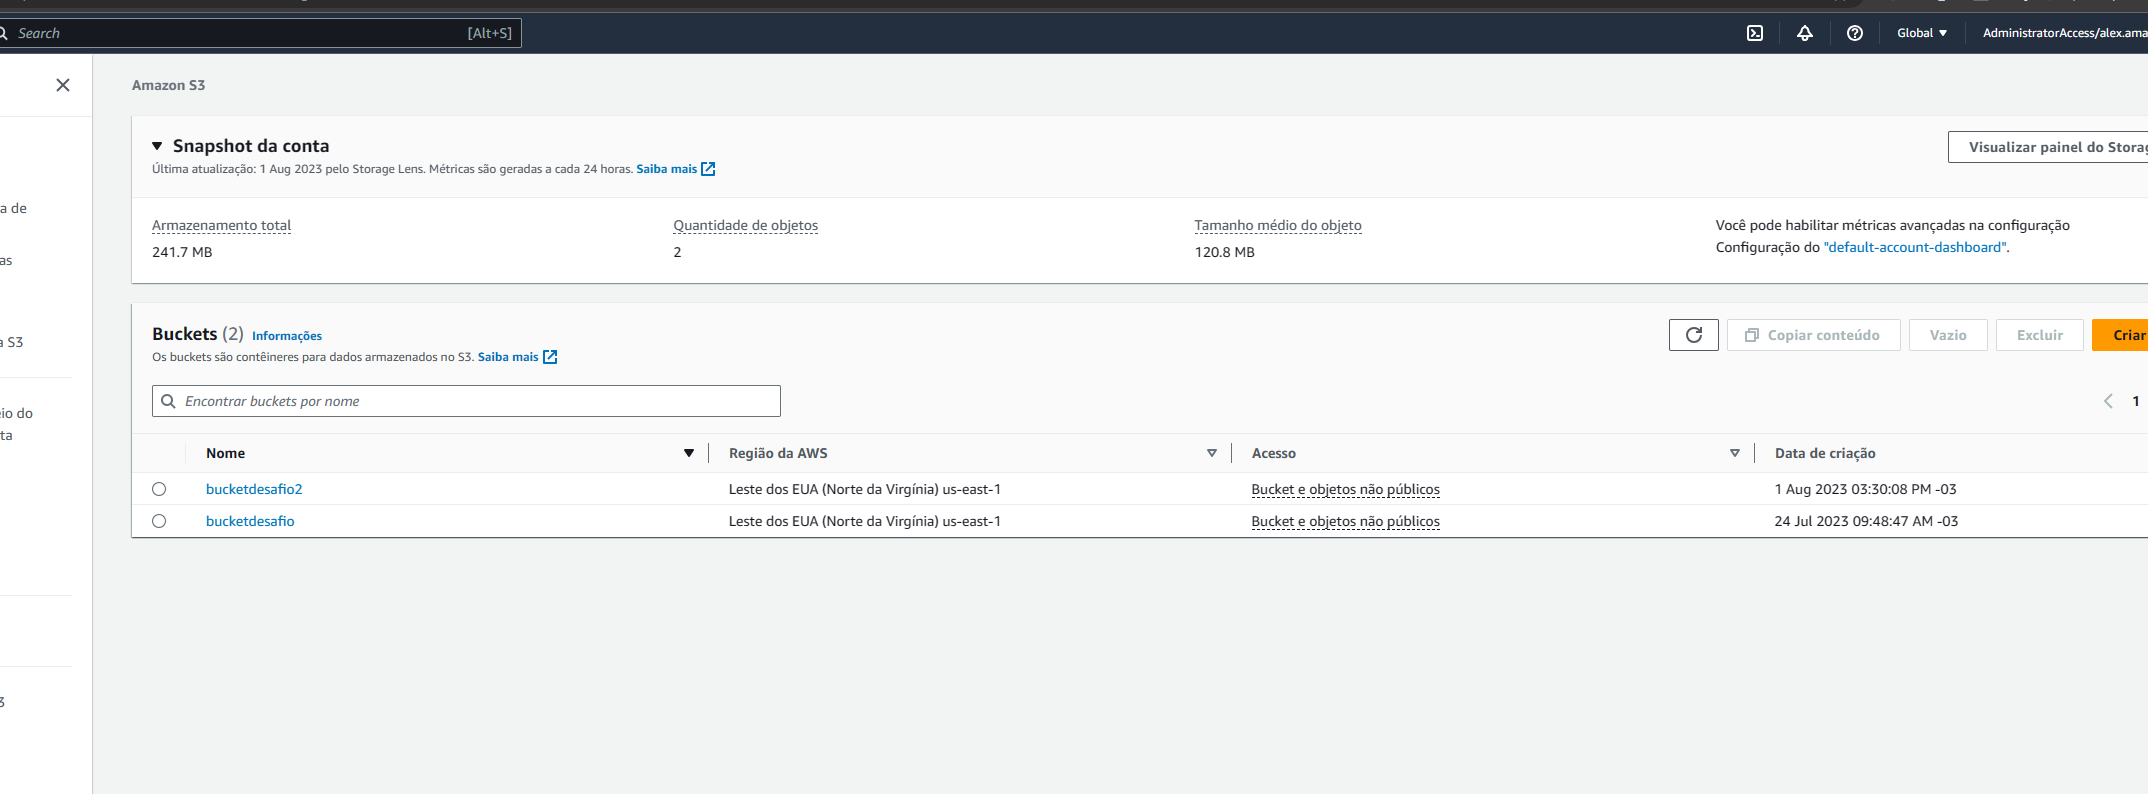 Search
[Alt+S]
Global
AdministratorAccess/alex.ama
Amazon S3
a de
as
a S3
io do
ta
3
Snapshot da conta
Última atualização: 1 Aug 2023 pelo Storage Lens. Métricas são geradas a cada 24 horas. Saiba mais
Visualizar painel do Storag
Armazenamento total
241.7 MB
Quantidade de objetos
2
Tamanho médio do objeto
120.8 MB
Você pode habilitar métricas avançadas na configuração
Configuração do "default-account-dashboard".
Buckets (2) Informações
Os buckets são contêineres para dados armazenados no S3. Saiba mais
Copiar conteúdo
Vazio
Excluir
Criar
Encontrar buckets por nome
1
Nome
Região da AWS
Acesso
Data de criação
bucketdesafio2
Leste dos EUA (Norte da Virgínia) us-east-1
Bucket e objetos não públicos
1 Aug 2023 03:30:08 PM -03
bucketdesafio
Leste dos EUA (Norte da Virgínia) us-east-1
Bucket e objetos não públicos
24 Jul 2023 09:48:47 AM -03